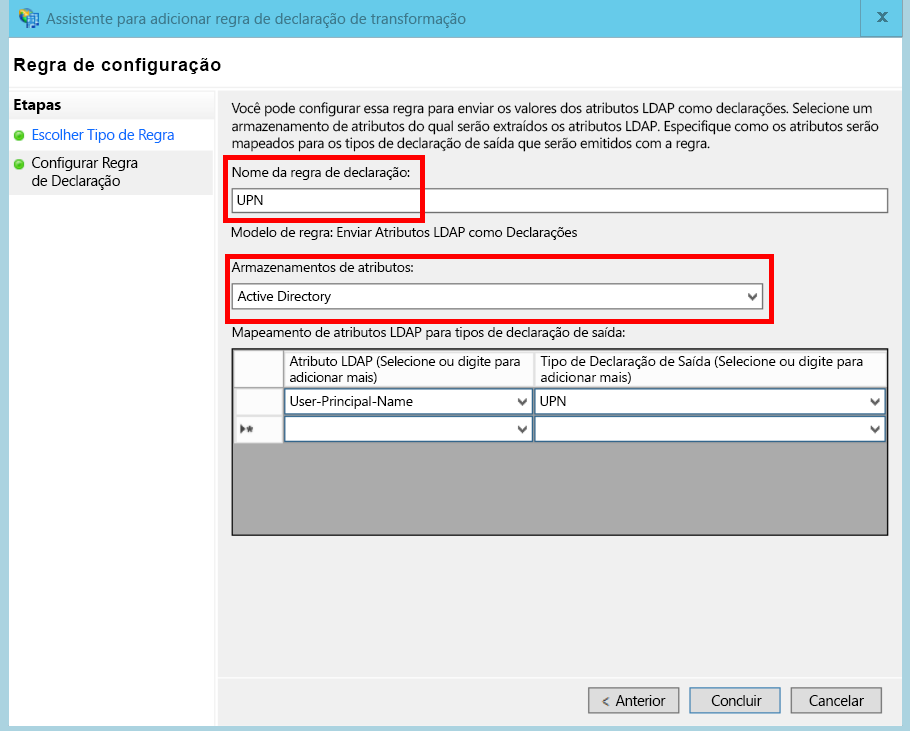 Assistente para adicionar regra de declaração de transformação
Regra de configuração
Etapas
Escolher Tipo de Regra
Configurar Regra
de Declaração
Você pode configurar essa regra para enviar os valores dos atributos LDAP como declarações. Selecione um
armazenamento de atributos do qual serão extraídos os atributos LDAP. Especifique como os atributos serão
mapeados para os tipos de declaração de saída que serão emitidos com a regra.
Nome da regra de declaração:
UPN
Modelo de regra: Enviar Atributos LDAP como Declarações
Armazenamentos de atributos:
Active Directory
Mapeamento de atributos LDAP para tipos de declaração de saída:
Atributo LDAP (Selecione ou digite para
adicionar mais)
Tipo de Declaração de Saída (Selecione ou digite para
adicionar mais)
User-Principal-Name
UPN
< Anterior
Concluir
Cancelar